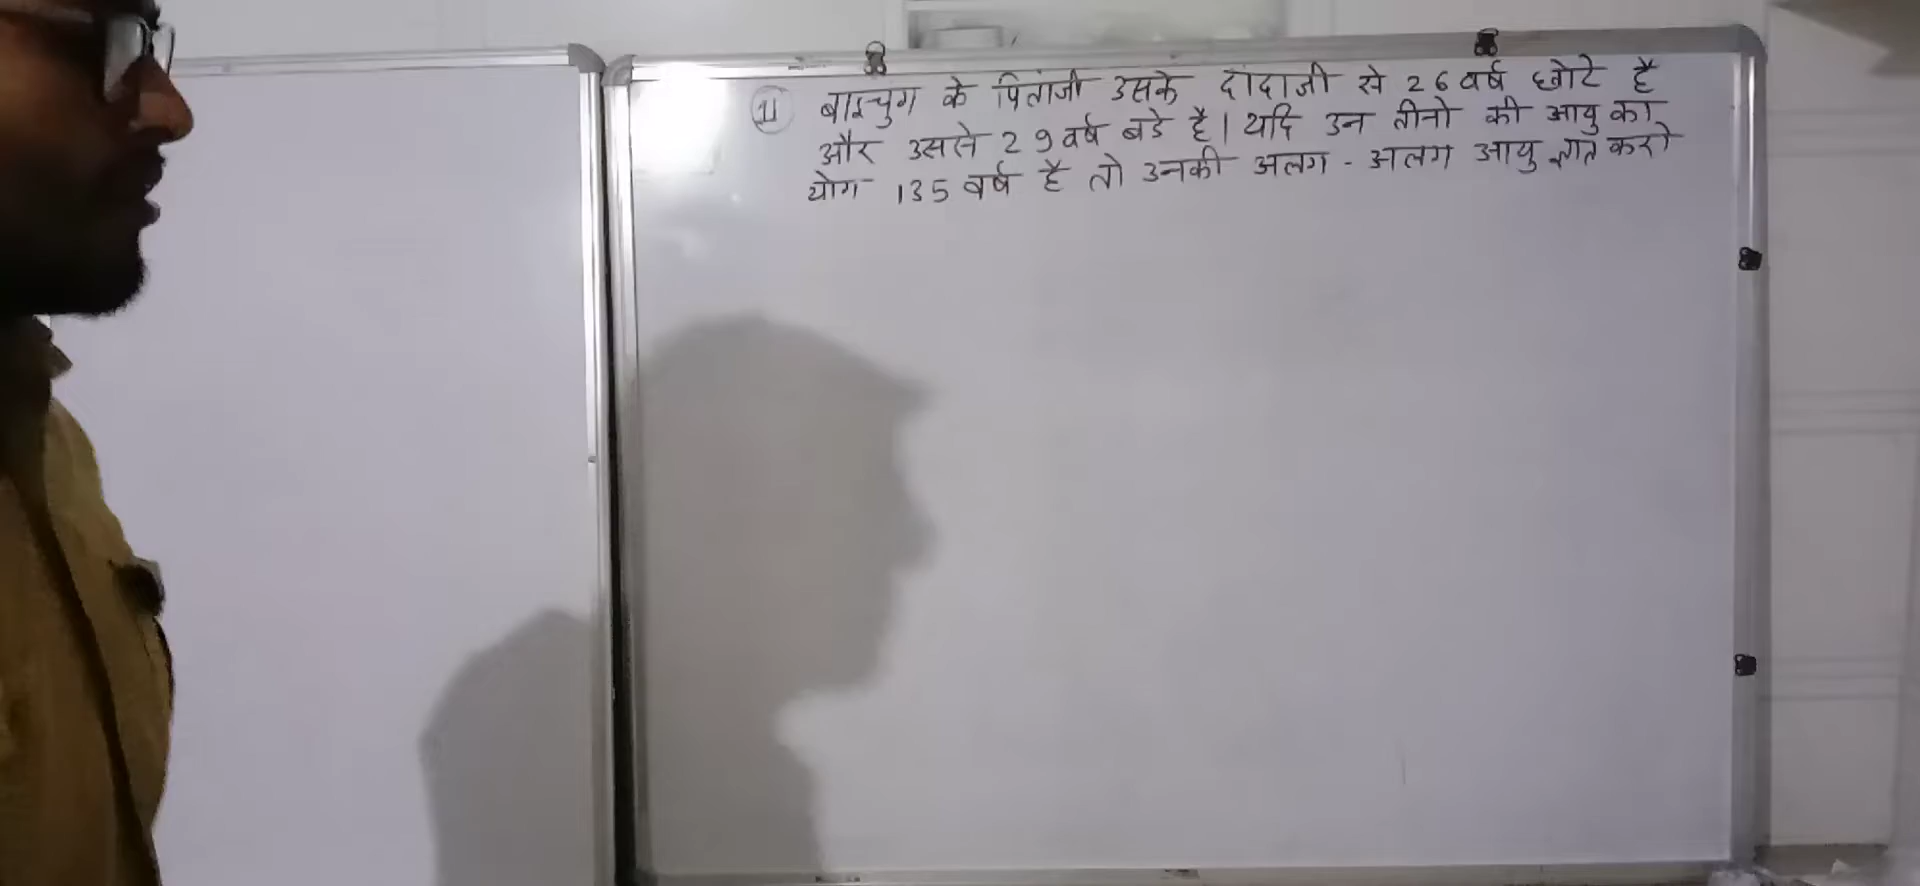 11 बाइचुग के पिताजी उसके दादाजी से 26 वर्ष छोटे है
और उससे 29 वर्ष बडे है। यदि उन तीनो की आयु का
योग 135 वर्ष है तो उनकी अलग - अलग आयु ज्ञात करो